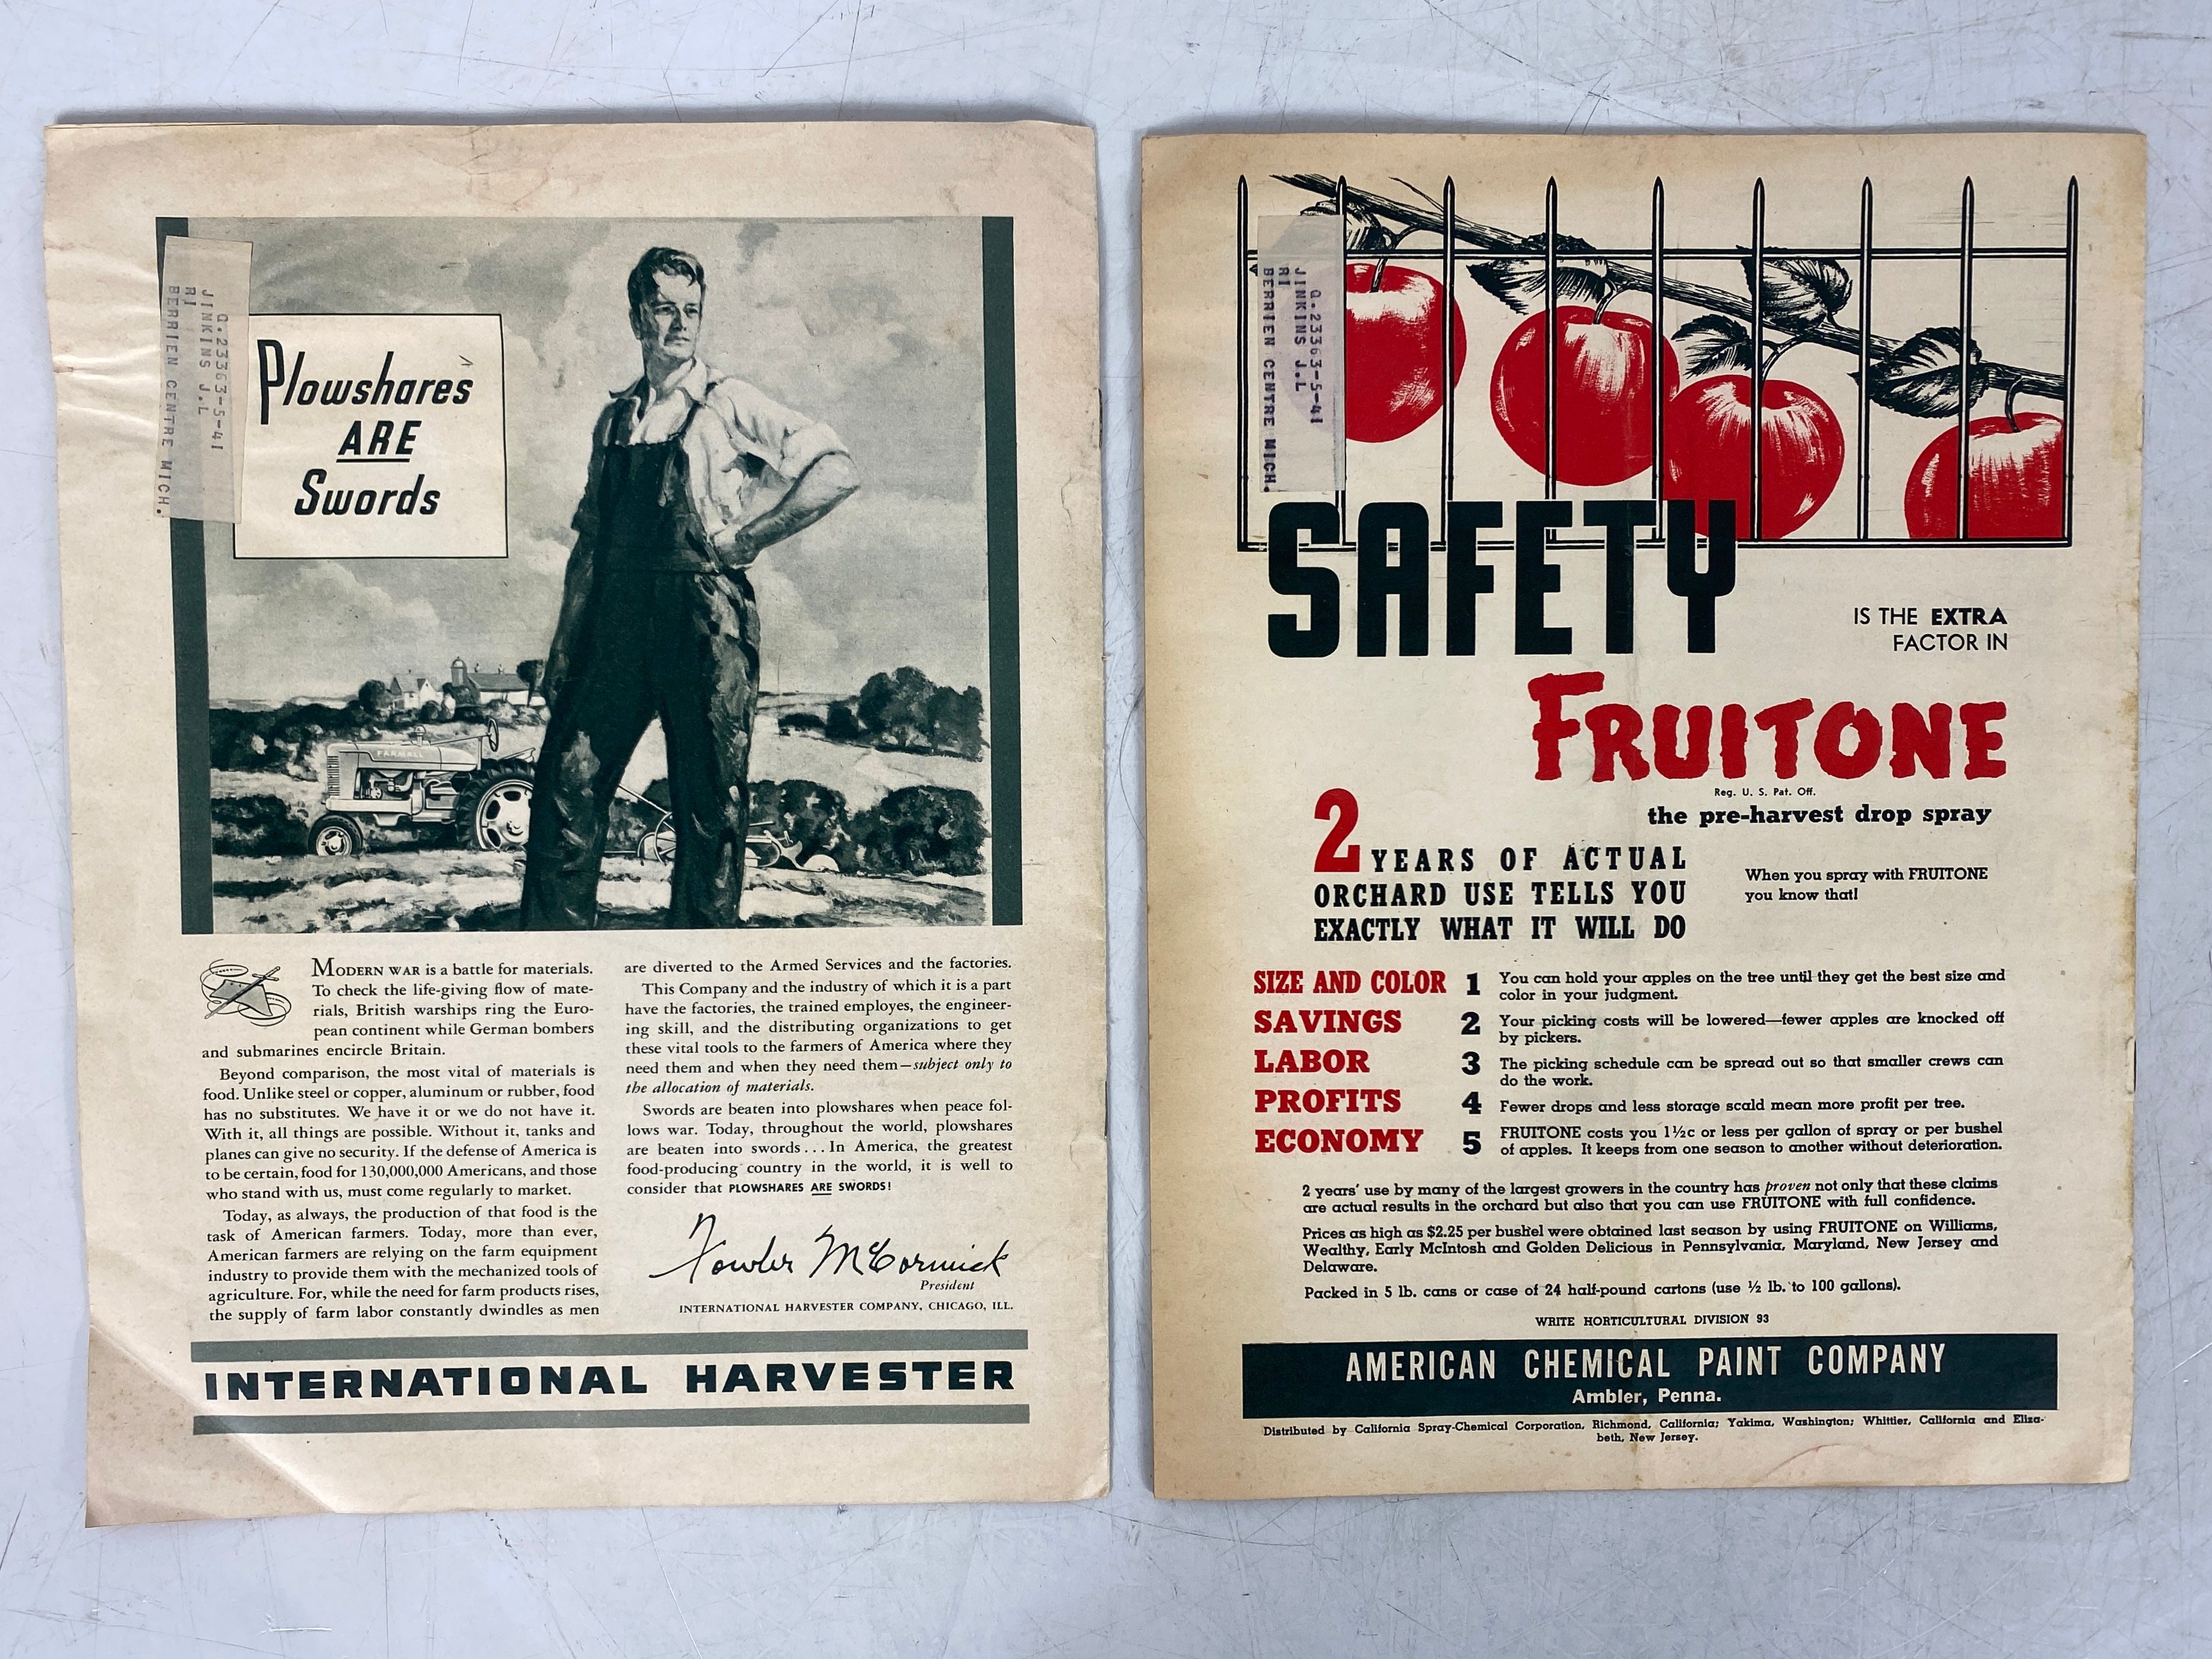 Q.23363-5-41
JINKINS J.L
R1
BERRIEN CENTRE MICH.
Plowshares
ARE
Swords
FARMALL
MODERN WAR is a battle for materials.
To check the life-giving flow of mate-
rials, British warships ring the Euro-
pean continent while German bombers
and submarines encircle Britain.
Beyond comparison, the most vital of materials is
food. Unlike steel or copper, aluminum or rubber, food
has no substitutes. We have it or we do not have it.
With it, all things are possible. Without it, tanks and
planes can give no security. If the defense of America is
to be certain, food for 130,000,000 Americans, and those
who stand with us, must come regularly to market.
Today, as always, the production of that food is the
task of American farmers. Today, more than ever,
American farmers are relying on the farm equipment
industry to provide them with the mechanized tools of
agriculture. For, while the need for farm products rises,
the supply of farm labor constantly dwindles as men
are diverted to the Armed Services and the factories.
This Company and the industry of which it is a part
have the factories, the trained employes, the engineer-
ing skill, and the distributing organizations to get
these vital tools to the farmers of America where they
need them and when they need them—subject only to
the allocation of materials.
Swords are beaten into plowshares when peace fol-
lows war. Today, throughout the world, plowshares
are beaten into swords...In America, the greatest
food-producing country in the world, it is well to
consider that PLOWSHARES ARE SWORDS!
Fowler McCormick
President
INTERNATIONAL HARVESTER COMPANY, CHICAGO, ILL.
INTERNATIONAL HARVESTER
Q.23363-5-41
JINKINS J.L
R1
BERRIEN CENTRE MICH.
SAFETY
IS THE EXTRA
FACTOR IN
FRUITONE
Reg. U. S. Pat. Off.
the pre-harvest drop spray
2 YEARS OF ACTUAL
ORCHARD USE TELLS YOU
EXACTLY WHAT IT WILL DO
When you spray with FRUITONE
you know that!
SIZE AND COLOR 1 You can hold your apples on the tree until they get the best size and
color in your judgment.
SAVINGS 2 Your picking costs will be lowered—fewer apples are knocked off
by pickers.
LABOR 3 The picking schedule can be spread out so that smaller crews can
do the work.
PROFITS 4 Fewer drops and less storage scald mean more profit per tree.
ECONOMY 5 FRUITONE costs you 1½c or less per gallon of spray or per bushel
of apples. It keeps from one season to another without deterioration.
2 years' use by many of the largest growers in the country has proven not only that these claims
are actual results in the orchard but also that you can use FRUITONE with full confidence.
Prices as high as $2.25 per bushel were obtained last season by using FRUITONE on Williams,
Wealthy, Early McIntosh and Golden Delicious in Pennsylvania, Maryland, New Jersey and
Delaware.
Packed in 5 lb. cans or case of 24 half-pound cartons (use ½ lb. to 100 gallons).
WRITE HORTICULTURAL DIVISION 93
AMERICAN CHEMICAL PAINT COMPANY
Ambler, Penna.
Distributed by California Spray-Chemical Corporation, Richmond, California; Yakima, Washington; Whittier, California and Eliza-
beth, New Jersey.